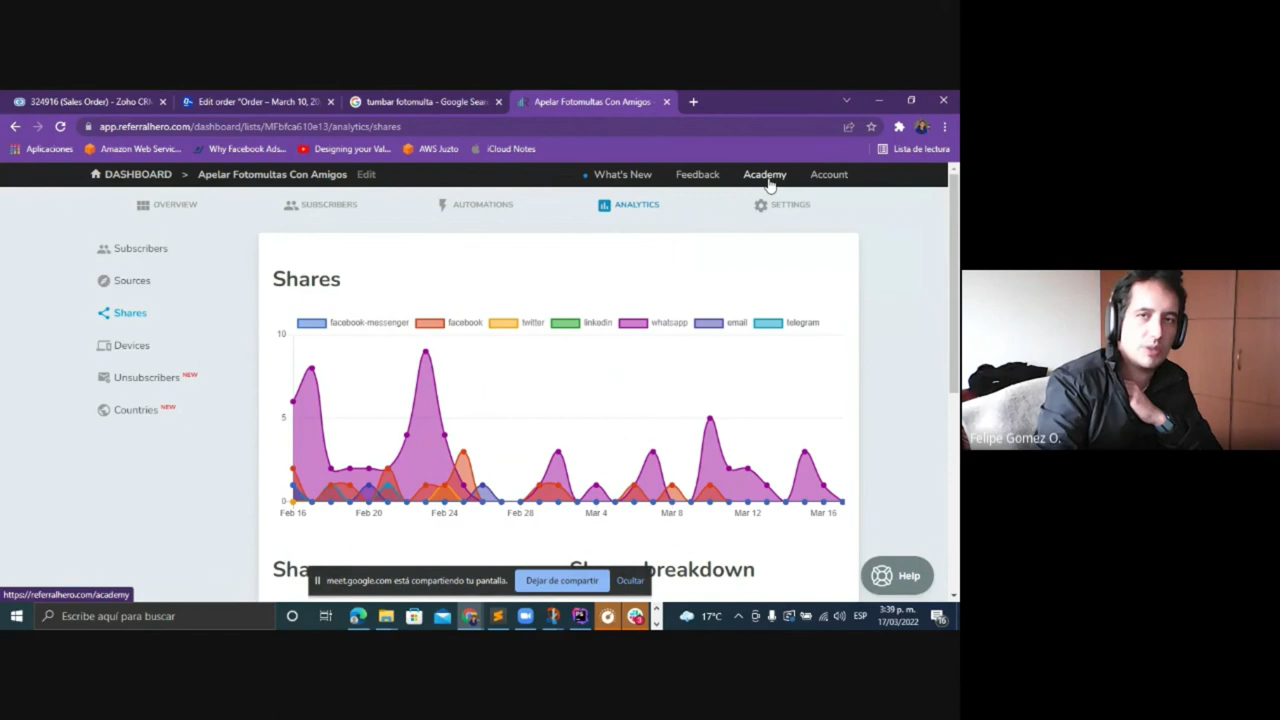 324916 (Sales Order) - Zoho CR
Edit order "Order – March 10, 20
tumbar fotomulta - Google Sear
Apelar Fotomultas Con Amigos -
app.referralhero.com/dashboard/lists/MFbfca610e13/analytics/shares
Aplicaciones
Amazon Web Servic...
Why Facebook Ads...
Designing your Val...
AWS Juzto
iCloud Notes
Lista de lectura
DASHBOARD > Apelar Fotomultas Con Amigos Edit
What's New
Feedback
Academy
Account
OVERVIEW
SUBSCRIBERS
AUTOMATIONS
ANALYTICS
SETTINGS
Subscribers
Sources
Shares
Devices
Unsubscribers NEW
Countries NEW
Shares
facebook-messenger
facebook
twitter
linkedin
whatsapp
email
telegram
10
5
0
Feb 16
Feb 20
Feb 24
Feb 28
Mar 4
Mar 8
Mar 12
Mar 16
Sha
breakdown
meet.google.com está compartiendo tu pantalla.
Dejar de compartir
Ocultar
Help
https://referralhero.com/academy
Escribe aquí para buscar
17°C
ESP
3:39 p. m.
17/03/2022
16
Felipe Gomez O.